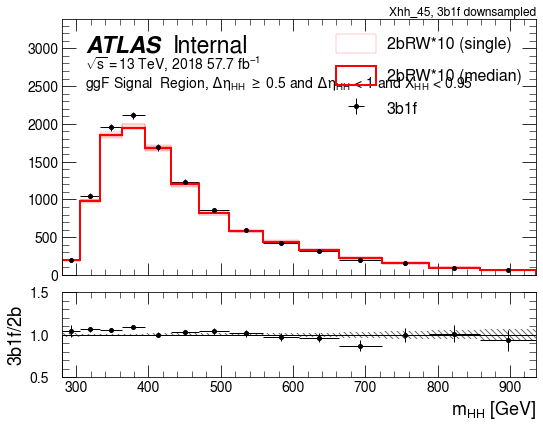 Xhh_45, 3b1f downsampled
ATLAS Internal
√s = 13 TeV, 2018 57.7 fb⁻¹
ggF Signal Region, Δη_HH ≥ 0.5 and Δη_HH < 1 and X_HH < 0.95
2bRW*10 (single)
2bRW*10 (median)
3b1f
3000
2500
2000
1500
1000
500
0
3b1f/2b
1.5
1.0
0.5
300 400 500 600 700 800 900
m_HH [GeV]